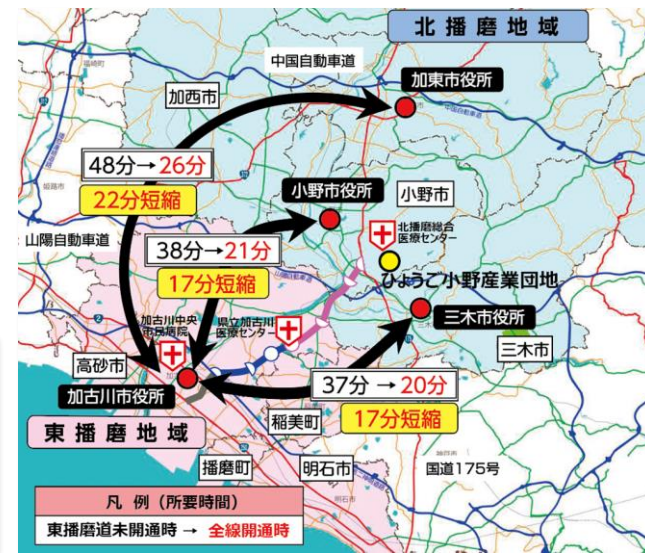 北播磨地域
中国自動車道
加東市役所
加西市
48分→26分
22分短縮
小野市役所
小野市
山陽自動車道
38分→21分
17分短縮
北播磨総合
医療センター
ひょうご小野産業団地
加古川中央
市民病院
県立加古川
医療センター
三木市役所
三木市
高砂市
加古川市役所
37分→20分
17分短縮
東播磨地域
稲美町
播磨町
明石市
国道175号
凡例(所要時間)
東播磨道未開通時 → 全線開通時